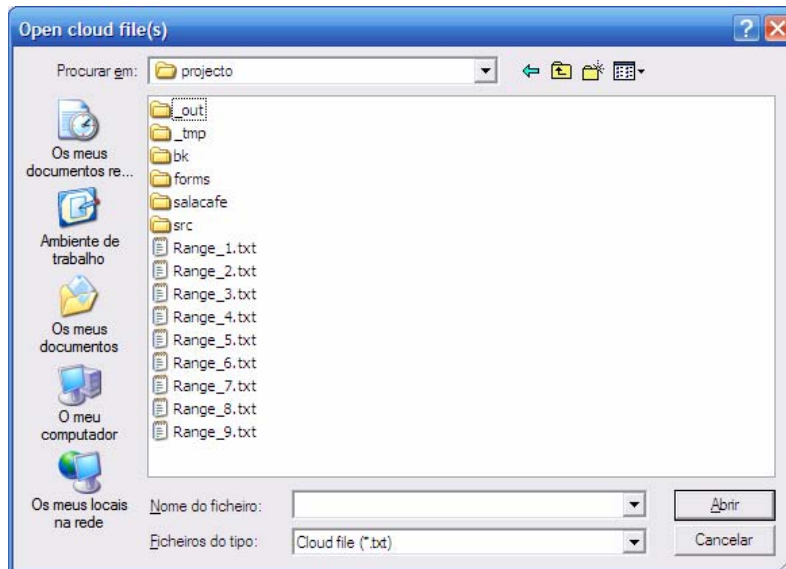 Open cloud file(s)
Procurar em: projecto
Os meus
documentos re...
Ambiente de
trabalho
Os meus
documentos
O meu
computador
Os meus locais
na rede
_out
_tmp
bk
forms
salacafe
src
Range_1.txt
Range_2.txt
Range_3.txt
Range_4.txt
Range_5.txt
Range_6.txt
Range_7.txt
Range_8.txt
Range_9.txt
Nome do ficheiro:
Abrir
Ficheiros do tipo: Cloud file (*.txt)
Cancelar